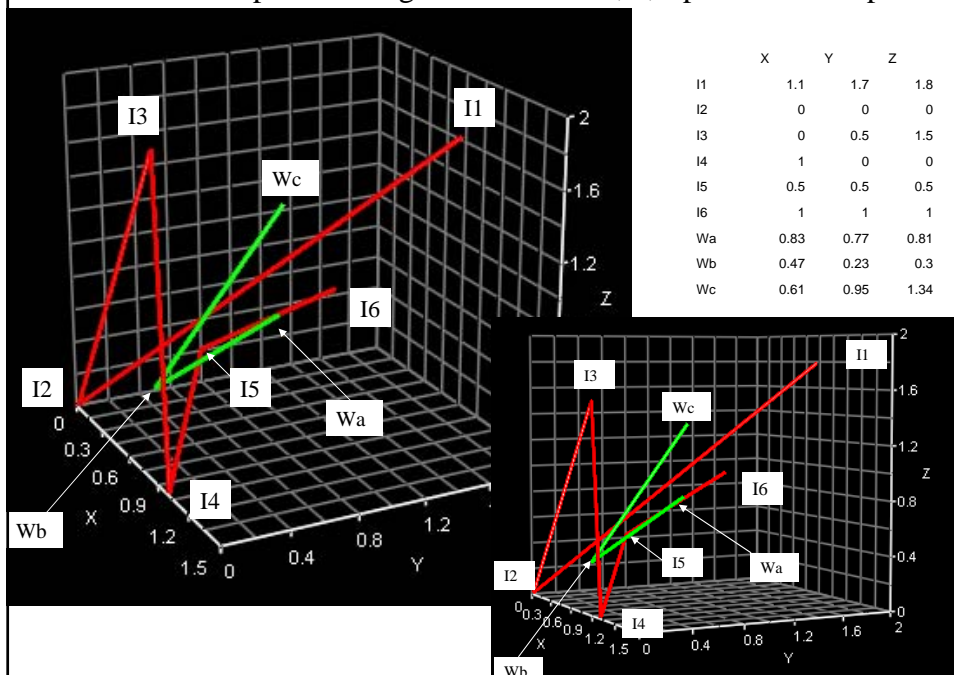 X Y Z
I1 1.1 1.7 1.8
I2 0 0 0
I3 0 0.5 1.5
I4 1 0 0
I5 0.5 0.5 0.5
I6 1 1 1
Wa 0.83 0.77 0.81
Wb 0.47 0.23 0.3
Wc 0.61 0.95 1.34
I3
I1
Wc
I6
I2
I5
Wa
I4
Wb
2
1.6
1.2
Z
0
0.3
0.6
0.9
1.2
1.5
X
0
0.4
0.8
1.2
Y
I1
I3
Wc
I6
I5
Wa
I2
I4
Wb
2
1.6
1.2
0.8
0.4
0
Z
0
0.3
0.6
0.9
1.2
1.5
X
0
0.4
0.8
1.2
1.6
2
Y